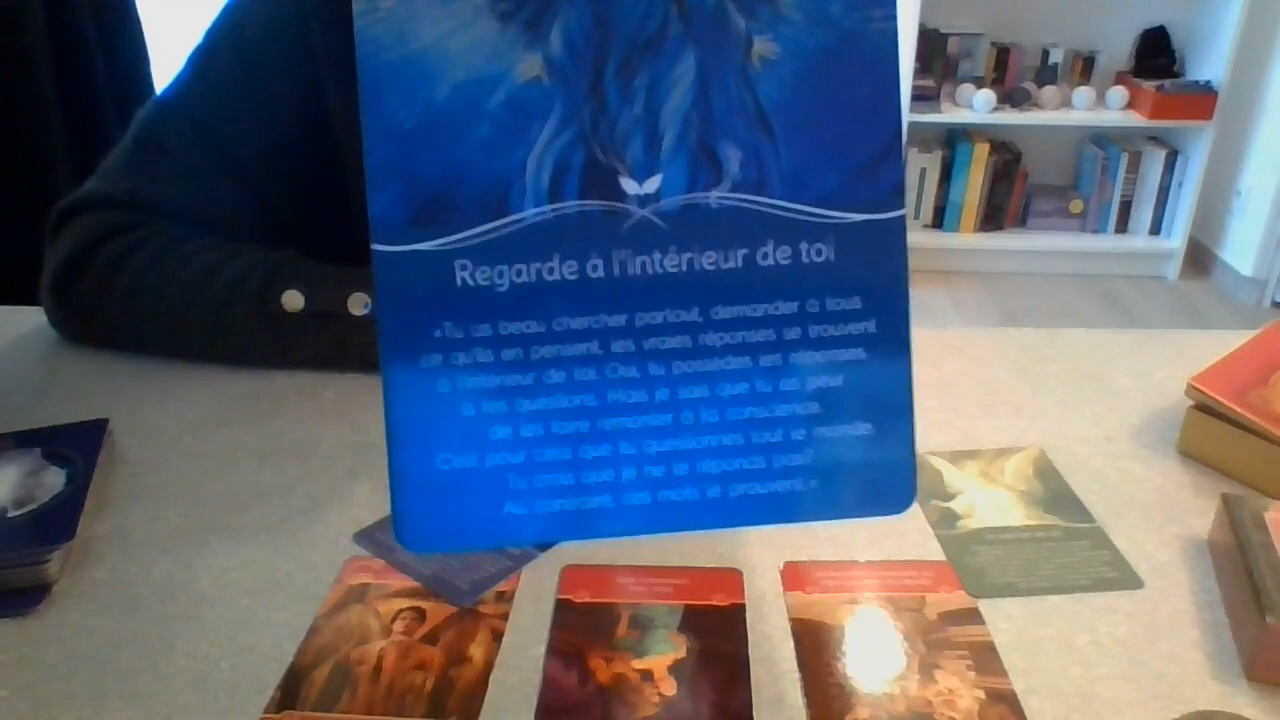 Regarde à l'intérieur de toi
«Tu as beau chercher partout, demander à tous
ce qu'ils en pensent, les vraies réponses se trouvent
à l'intérieur de toi. Oui, tu possèdes les réponses
à tes questions. Mais je sais que tu as peur
de les faire remonter à la conscience.
C'est pour cela que tu questionnes tout le monde
Tu crois que je ne te réponds pas?
Au contraire, ces mots le prouvent.»